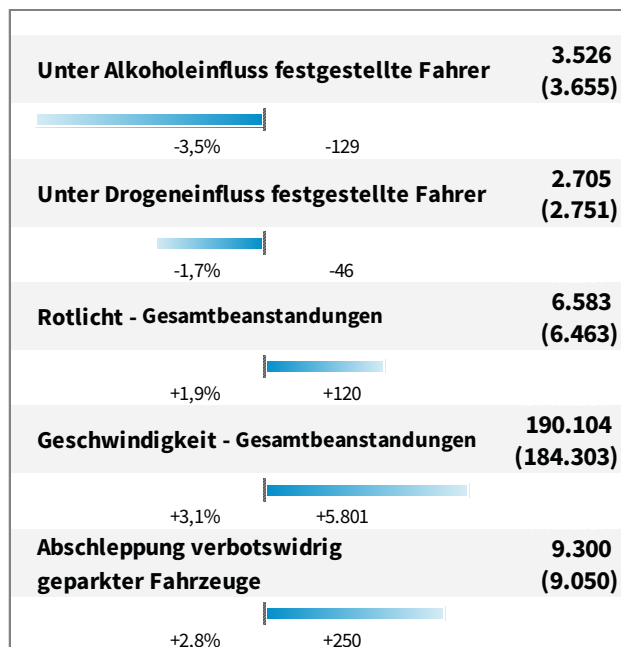 Unter Alkoholeinfluss festgestellte Fahrer
3.526
(3.655)
-3,5% -129
Unter Drogeneinfluss festgestellte Fahrer
2.705
(2.751)
-1,7% -46
Rotlicht - Gesamtbeanstandungen
6.583
(6.463)
+1,9% +120
Geschwindigkeit - Gesamtbeanstandungen
190.104
(184.303)
+3,1% +5.801
Abschleppung verbotswidrig
geparkter Fahrzeuge
9.300
(9.050)
+2,8% +250